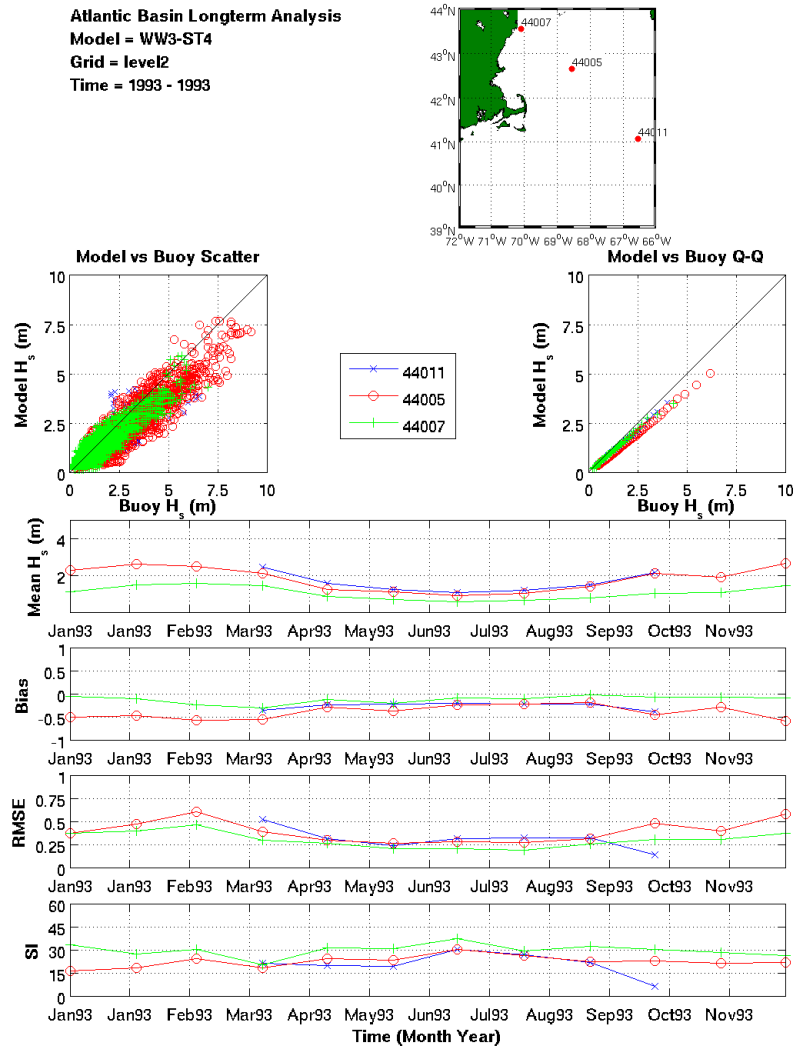 Atlantic Basin Longterm Analysis
Model = WW3-ST4
Grid = level2
Time = 1993 - 1993
44°N
43°N
42°N
41°N
40°N
39°N
72°W 71°W 70°W 69°W 68°W 67°W 66°W
44007
44005
44011
Model vs Buoy Scatter
Model Hs (m)
10
7.5
5
2.5
0
0 2.5 5 7.5 10
Buoy Hs (m)
44011
44005
44007
Model vs Buoy Q-Q
Model Hs (m)
10
7.5
5
2.5
0
0 2.5 5 7.5 10
Buoy Hs (m)
Mean Hs (m)
4
2
Jan93 Jan93 Feb93 Mar93 Apr93 May93 Jun93 Jul93 Aug93 Sep93 Oct93 Nov93
Bias
1
0.5
0
-0.5
-1
Jan93 Jan93 Feb93 Mar93 Apr93 May93 Jun93 Jul93 Aug93 Sep93 Oct93 Nov93
RMSE
1
0.75
0.5
0.25
0
Jan93 Jan93 Feb93 Mar93 Apr93 May93 Jun93 Jul93 Aug93 Sep93 Oct93 Nov93
SI
60
45
30
15
0
Jan93 Jan93 Feb93 Mar93 Apr93 May93 Jun93 Jul93 Aug93 Sep93 Oct93 Nov93
Time (Month Year)